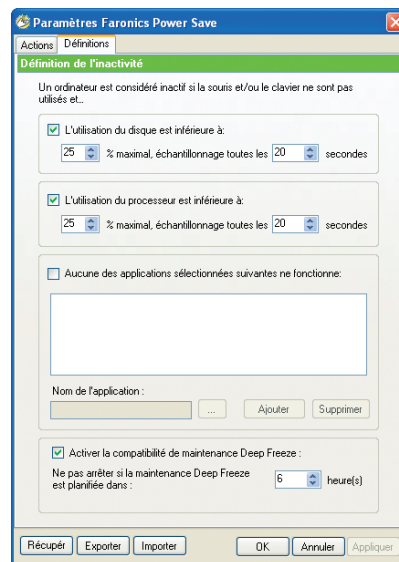 Paramètres Faronics Power Save
Actions Définitions
Définition de l'inactivité
Un ordinateur est considéré inactif si la souris et/ou le clavier ne sont pas
utilisés et...
L'utilisation du disque est inférieure à:
25 % maximal, échantillonnage toutes les 20 secondes
L'utilisation du processeur est inférieure à:
25 % maximal, échantillonnage toutes les 20 secondes
Aucune des applications sélectionnées suivantes ne fonctionne:
Nom de l'application :
... Ajouter Supprimer
Activer la compatibilité de maintenance Deep Freeze :
Ne pas arrêter si la maintenance Deep Freeze
est planifiée dans :
6 heure(s)
Récupér Exporter Importer OK Annuler Appliquer